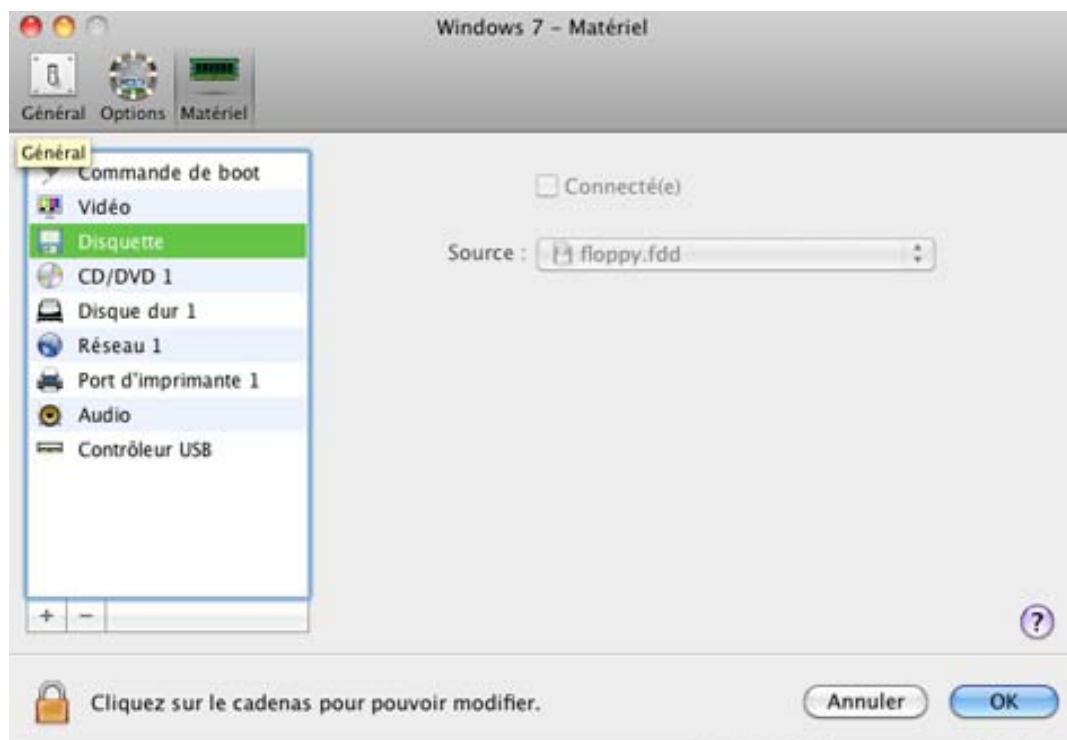 Windows 7 – Matériel
Général Options Matériel
Général
Commande de boot
Vidéo
Disquette
CD/DVD 1
Disque dur 1
Réseau 1
Port d'imprimante 1
Audio
Contrôleur USB
Connecté(e)
Source : floppy.fdd
+ −
?
Cliquez sur le cadenas pour pouvoir modifier.
Annuler OK